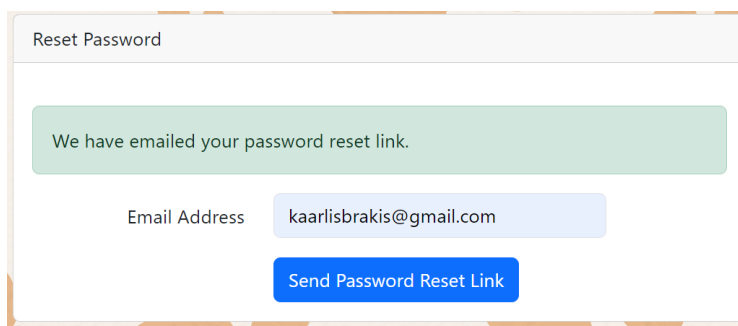 Reset Password
We have emailed your password reset link.
Email Address kaarlisbrakis@gmail.com
Send Password Reset Link